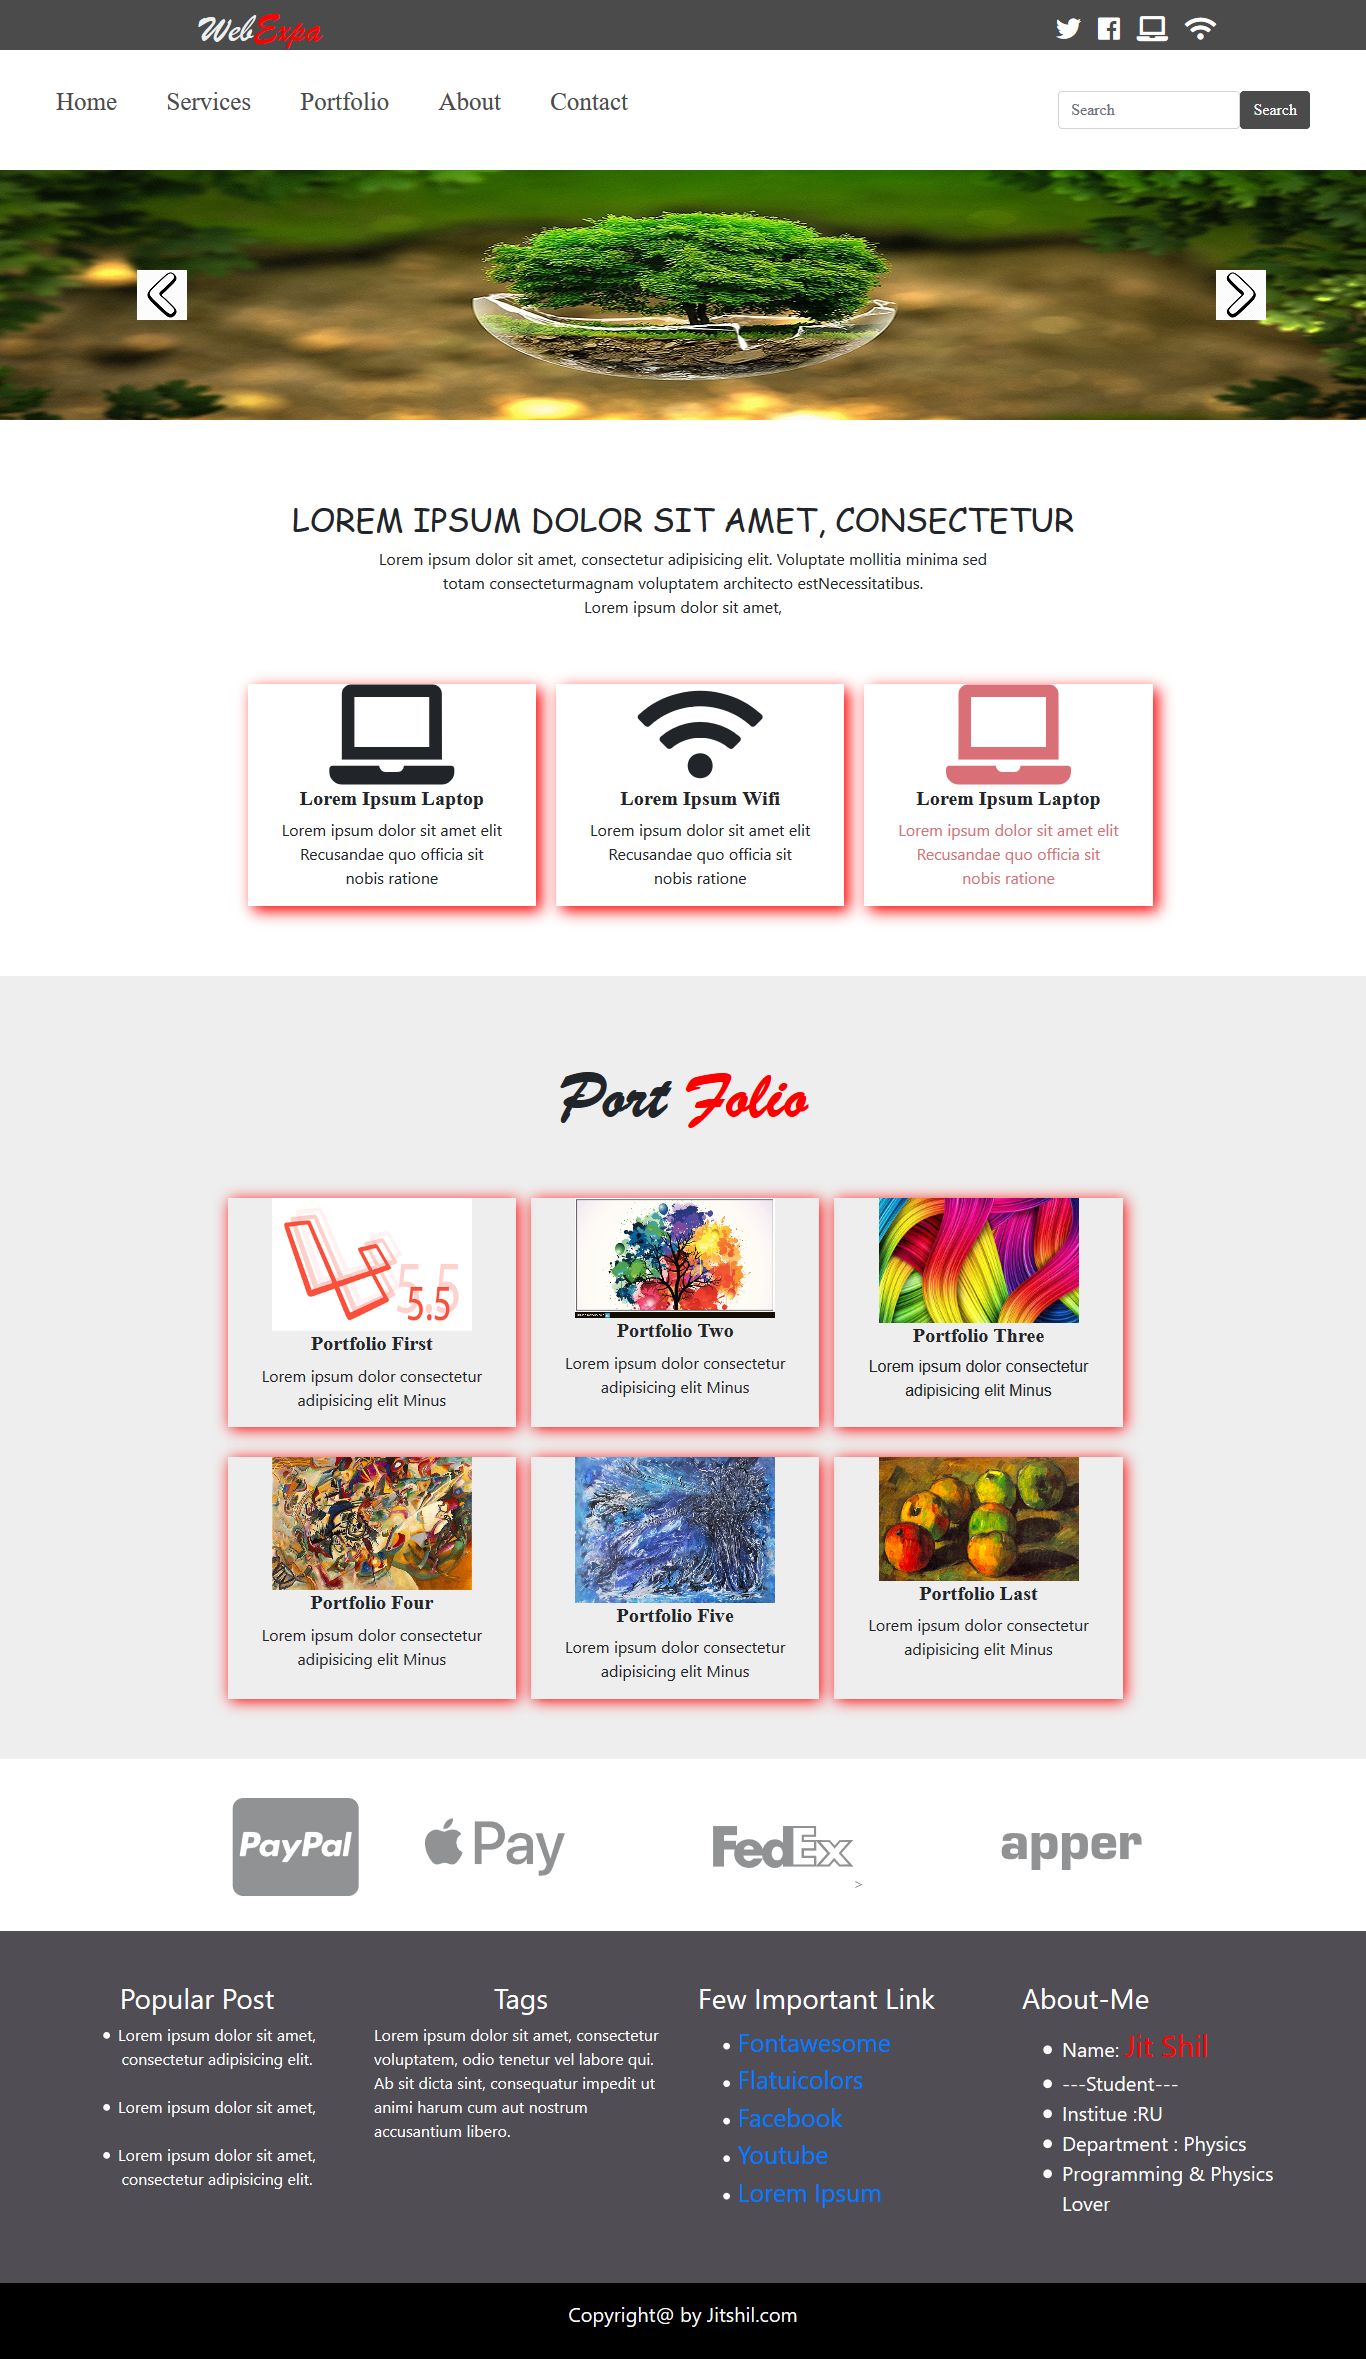 WebExpa
Home Services Portfolio About Contact
Search Search
LOREM IPSUM DOLOR SIT AMET, CONSECTETUR
Lorem ipsum dolor sit amet, consectetur adipisicing elit. Voluptate mollitia minima sed
totam consecteturmagnam voluptatem architecto estNecessitatibus.
Lorem ipsum dolor sit amet,
Lorem Ipsum Laptop
Lorem ipsum dolor sit amet elit
Recusandae quo officia sit
nobis ratione
Lorem Ipsum Wifi
Lorem ipsum dolor sit amet elit
Recusandae quo officia sit
nobis ratione
Lorem Ipsum Laptop
Lorem ipsum dolor sit amet elit
Recusandae quo officia sit
nobis ratione
Port Folio
5.5
5.5
Portfolio First
Lorem ipsum dolor consectetur
adipisicing elit Minus
Portfolio Two
Lorem ipsum dolor consectetur
adipisicing elit Minus
Portfolio Three
Lorem ipsum dolor consectetur
adipisicing elit Minus
Portfolio Four
Lorem ipsum dolor consectetur
adipisicing elit Minus
Portfolio Five
Lorem ipsum dolor consectetur
adipisicing elit Minus
Portfolio Last
Lorem ipsum dolor consectetur
adipisicing elit Minus
PayPal Pay FedEx apper
>
Popular Post
Lorem ipsum dolor sit amet,
consectetur adipisicing elit.
Lorem ipsum dolor sit amet,
Lorem ipsum dolor sit amet,
consectetur adipisicing elit.
Tags
Lorem ipsum dolor sit amet, consectetur
voluptatem, odio tenetur vel labore qui.
Ab sit dicta sint, consequatur impedit ut
animi harum cum aut nostrum
accusantium libero.
Few Important Link
Fontawesome
Flatuicolors
Facebook
Youtube
Lorem Ipsum
About-Me
Name: Jit Shil
---Student---
Institue :RU
Department : Physics
Programming & Physics
Lover
Copyright@ by Jitshil.com